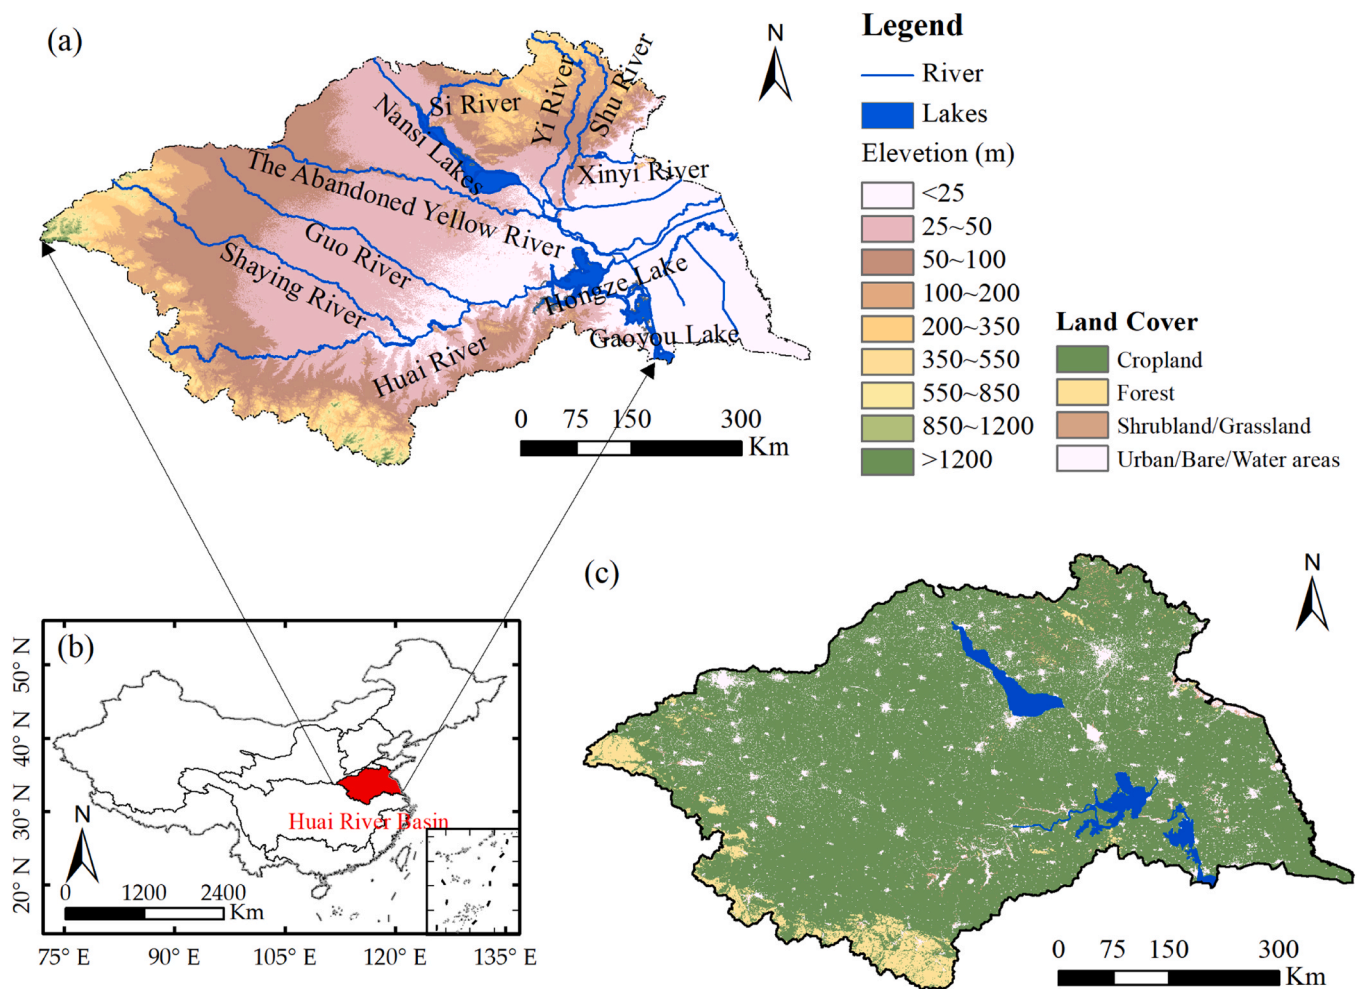 (a)
N
Si River
Yi River
Shu River
Nansi Lakes
Xinyi River
The Abandoned Yellow River
Guo River
Shaying River
Hongze Lake
Gaoyou Lake
Huai River
0 75 150 300
Km
Legend
River
Lakes
Elevetion (m)
<25
25~50
50~100
100~200
200~350
350~550
550~850
850~1200
>1200
Land Cover
Cropland
Forest
Shrubland/Grassland
Urban/Bare/Water areas
(b)
50° N
40° N
30° N
20° N
Huai River Basin
N
0 1200 2400
Km
75° E 90° E 105° E 120° E 135° E
(c)
N
0 75 150 300
Km